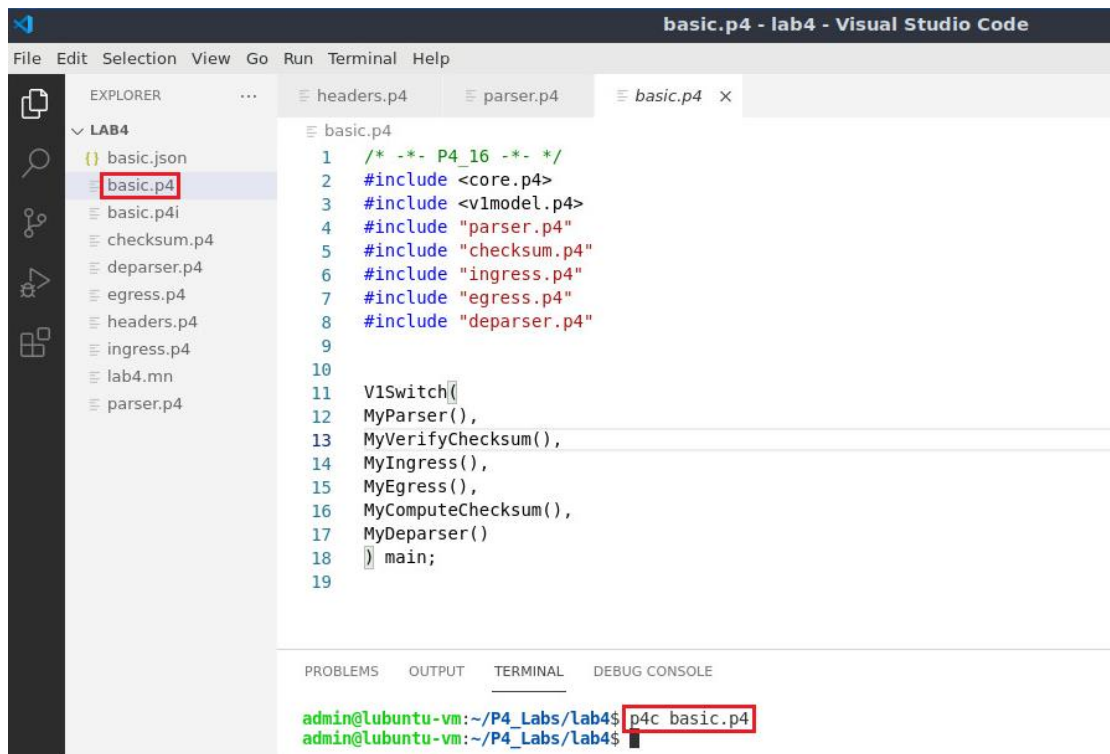 basic.p4 - lab4 - Visual Studio Code
File Edit Selection View Go Run Terminal Help
EXPLORER ...
headers.p4 parser.p4 basic.p4 ×
LAB4
{} basic.json
basic.p4
basic.p4i
checksum.p4
deparser.p4
egress.p4
headers.p4
ingress.p4
lab4.mn
parser.p4
basic.p4
1 /* -*- P4_16 -*- */
2 #include <core.p4>
3 #include <v1model.p4>
4 #include "parser.p4"
5 #include "checksum.p4"
6 #include "ingress.p4"
7 #include "egress.p4"
8 #include "deparser.p4"
9
10
11 V1Switch(
12 MyParser(),
13 MyVerifyChecksum(),
14 MyIngress(),
15 MyEgress(),
16 MyComputeChecksum(),
17 MyDeparser()
18 ) main;
19
PROBLEMS OUTPUT TERMINAL DEBUG CONSOLE
admin@lubuntu-vm:~/P4_Labs/lab4$ p4c basic.p4
admin@lubuntu-vm:~/P4_Labs/lab4$